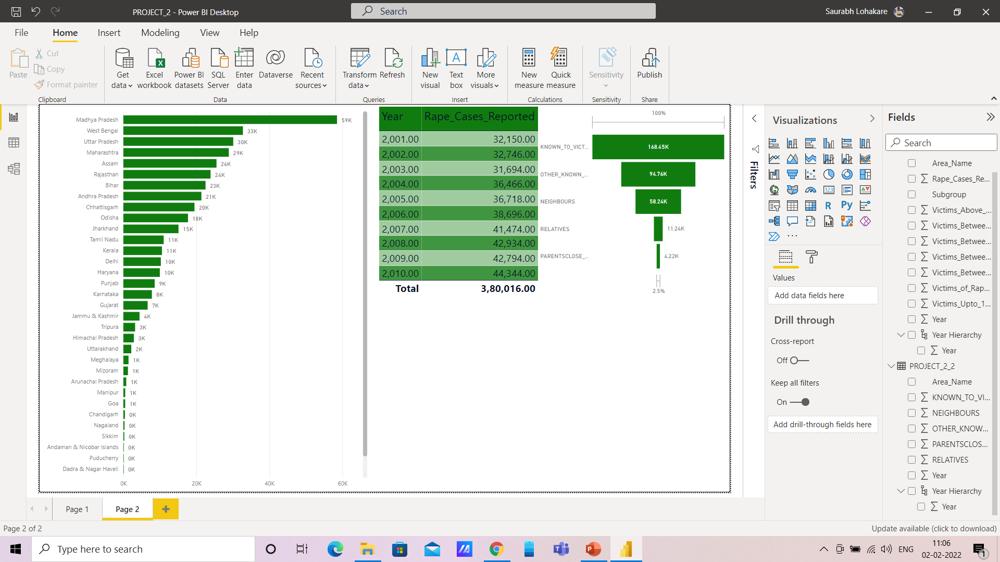 PROJECT_2 - Power BI Desktop
Search
Saurabh Lohakare
File
Home
Insert
Modeling
View
Help
Paste
Cut
Copy
Format painter
Clipboard
Get data
Excel workbook
Power BI datasets
SQL Server
Enter data
Dataverse
Recent sources
Data
Transform data
Refresh
Queries
New visual
Text box
A
More visuals
Insert
New measure
Quick measure
Calculations
Sensitivity
Sensitivity
Publish
Share
Madhya Pradesh 59K
West Bengal 33K
Uttar Pradesh 30K
Maharashtra 29K
Assam 26K
Rajasthan 24K
Bihar 23K
Andhra Pradesh 21K
Chhattisgarh 20K
Odisha 18K
Jharkhand 15K
Tamil Nadu 11K
Kerala 11K
Delhi 10K
Haryana 10K
Punjab 9K
Karnataka 8K
Gujarat 7K
Jammu & Kashmir 4K
Tripura 3K
Himachal Pradesh 3K
Uttarakhand 2K
Meghalaya 1K
Mizoram 1K
Arunachal Pradesh 1K
Manipur 1K
Goa 1K
Chandigarh 0K
Nagaland 0K
Sikkim 0K
Andaman & Nicobar Islands 0K
Puducherry 0K
Dadra & Nagar Haveli 0K
0K 20K 40K 60K
Year Rape_Cases_Reported
2,001.00 32,150.00
2,002.00 32,746.00
2,003.00 31,694.00
2,004.00 36,466.00
2,005.00 36,718.00
2,006.00 38,696.00
2,007.00 41,474.00
2,008.00 42,934.00
2,009.00 42,794.00
2,010.00 44,344.00
Total 3,80,016.00
100%
KNOWN_TO_VICT... 168.45K
OTHER_KNOWN_... 94.76K
NEIGHBOURS 58.24K
RELATIVES 11.24K
PARENTSCLOSE_... 4.22K
2.5%
Filters
Visualizations
123
R
Py
...
Values
Add data fields here
Drill through
Cross-report
Off
Keep all filters
On
Add drill-through fields here
Fields
Search
Area_Name
Rape_Cases_Re...
Subgroup
Victims_Above_...
Victims_Betwee...
Victims_Betwee...
Victims_Betwee...
Victims_Betwee...
Victims_of_Rap...
Victims_Upto_1...
Year
Year Hierarchy
Year
PROJECT_2_2
Area_Name
KNOWN_TO_VI...
NEIGHBOURS
OTHER_KNOW...
PARENTSCLOS...
RELATIVES
Year
Year Hierarchy
Year
Page 1
Page 2
Page 2 of 2
Update available (click to download)
Type here to search
ENG
11:06
02-02-2022
1